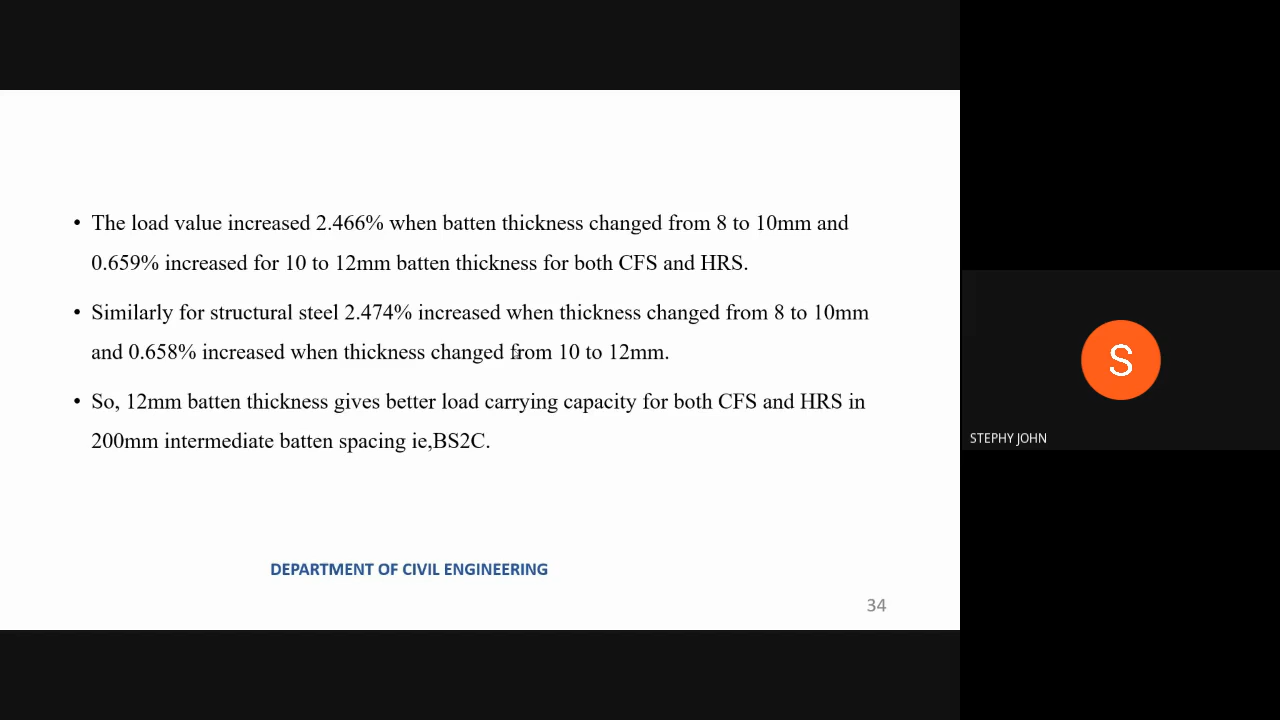 • The load value increased 2.466% when batten thickness changed from 8 to 10mm and
0.659% increased for 10 to 12mm batten thickness for both CFS and HRS.
• Similarly for structural steel 2.474% increased when thickness changed from 8 to 10mm
and 0.658% increased when thickness changed from 10 to 12mm.
• So, 12mm batten thickness gives better load carrying capacity for both CFS and HRS in
200mm intermediate batten spacing ie,BS2C.
DEPARTMENT OF CIVIL ENGINEERING
34
S
STEPHY JOHN